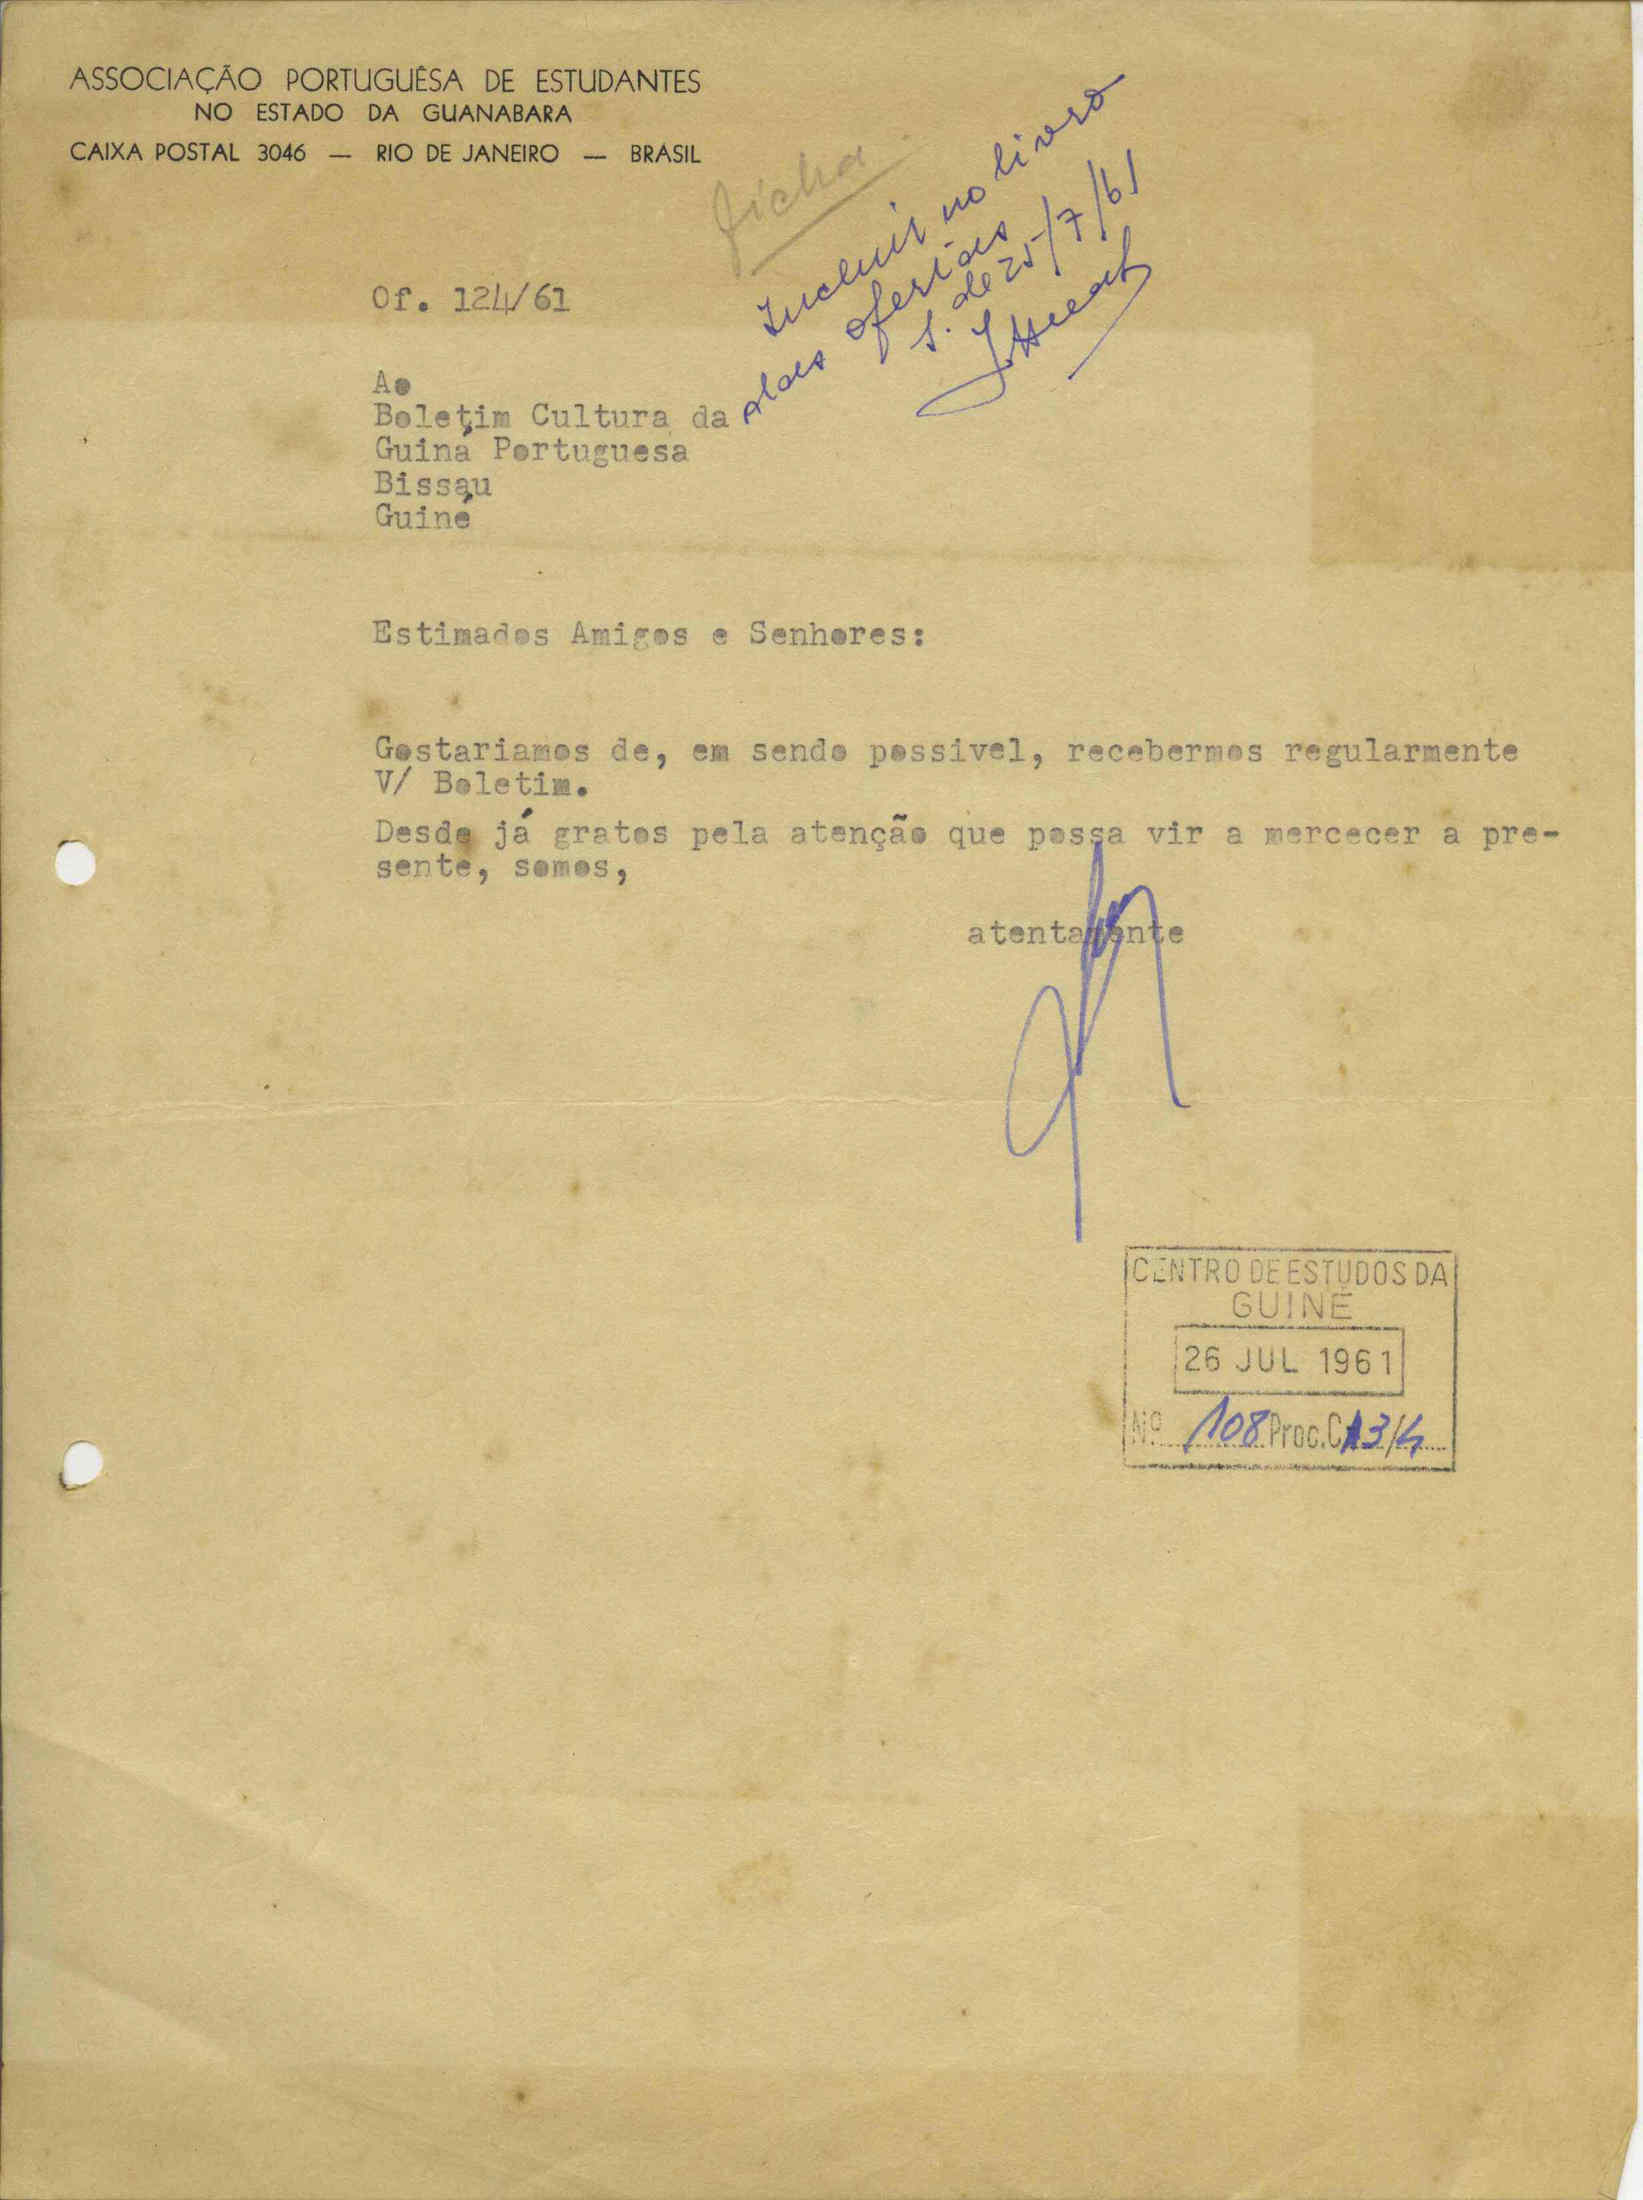 ASSOCIAÇÃO PORTUGUÊSA DE ESTUDANTES
NO ESTADO DA GUANABARA
CAIXA POSTAL 3046 — RIO DE JANEIRO — BRASIL
ficha
Incluir no livro
das ofertas
de 25/7/61
Of. 124/61
Ao
Boletim Cultura da
Guiná Portuguesa
Bissau
Guiné
Estimados Amigos e Senhores:
Gostariamos de, em sendo possivel, recebermos regularmente
V/ Boletim.
Desde já gratos pela atenção que possa vir a mercecer a pre-
sente, somos,
atentamente
CENTRO DE ESTUDOS DA
GUINÉ
26 JUL 1961
Nº 108 Proc. CA3/4